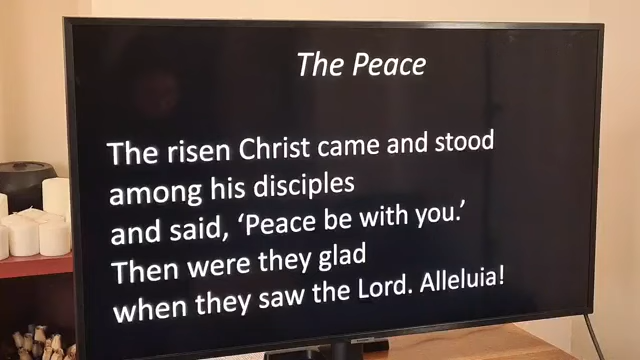 The Peace
The risen Christ came and stood
among his disciples
and said, ‘Peace be with you.’
Then were they glad
when they saw the Lord. Alleluia!